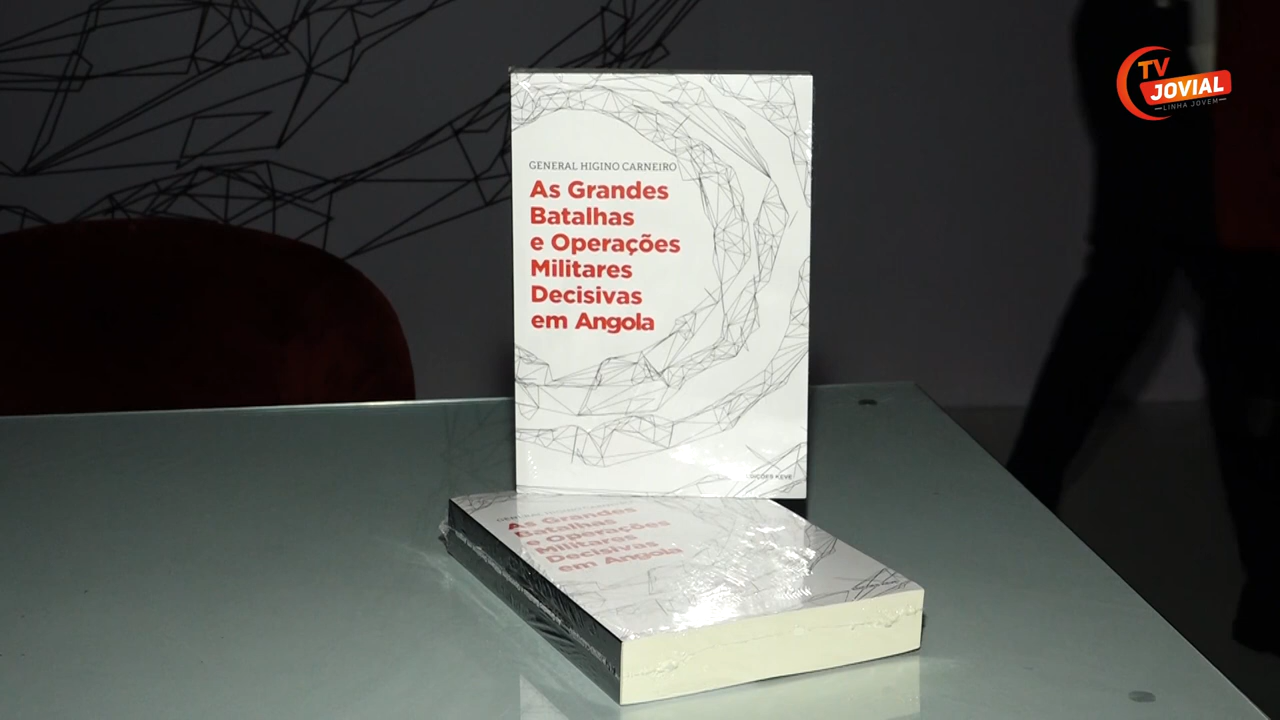 TV
JOVIAL
LINHA JOVEM
GENERAL HIGINO CARNEIRO
As Grandes
Batalhas
e Operações
Militares
Decisivas
em Angola
KEVE
As Grandes
Batalhas
e Operações
Militares
Decisivas
em Angola